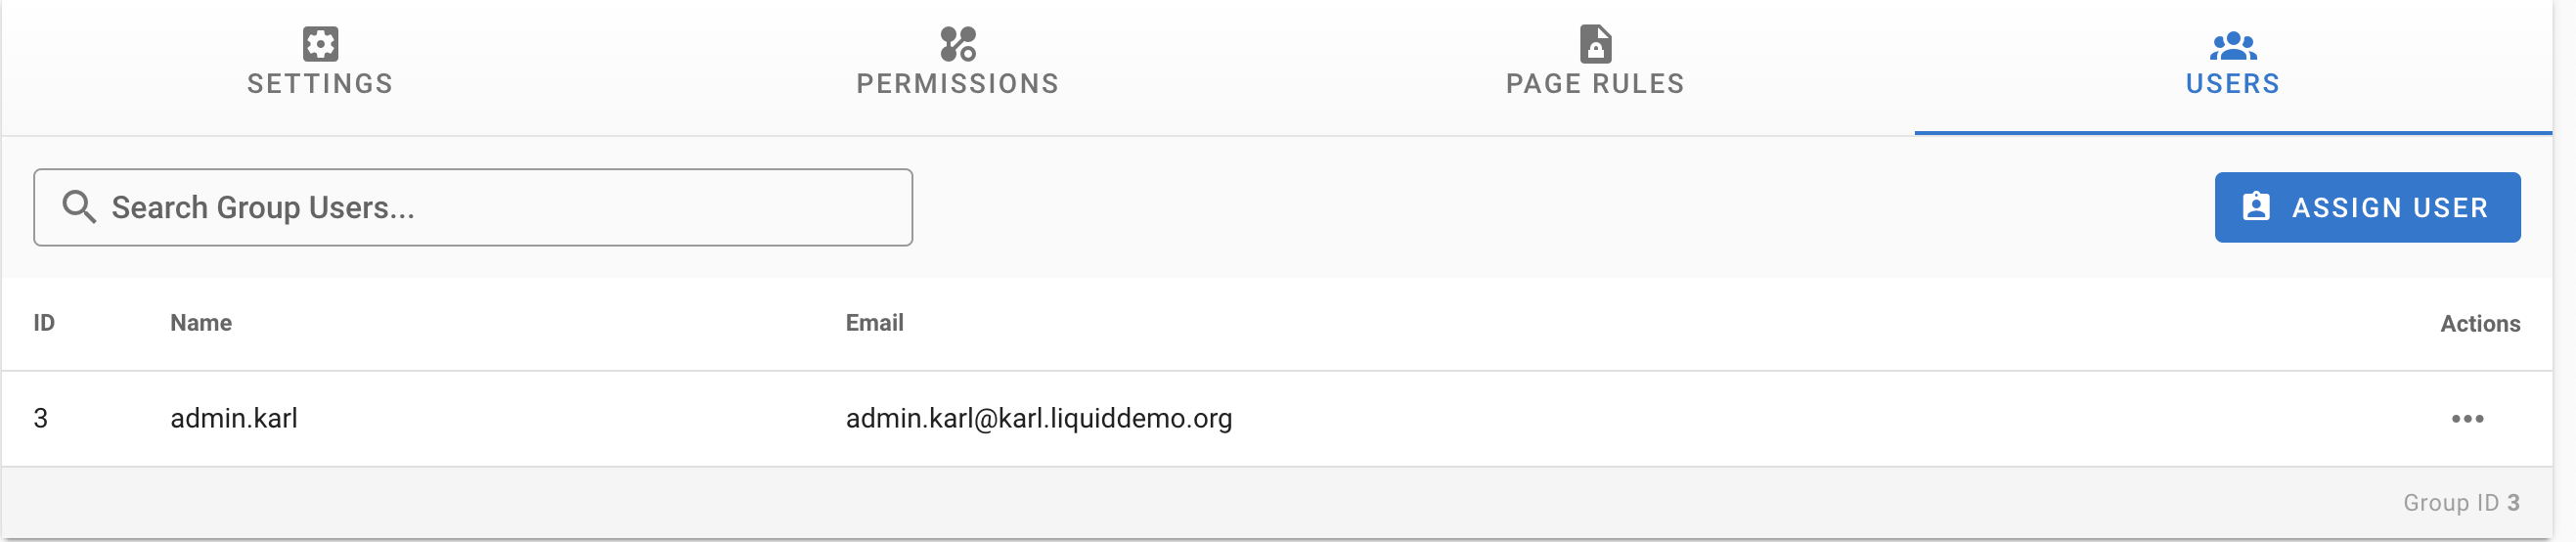 SETTINGS
PERMISSIONS
PAGE RULES
USERS
Search Group Users...
ASSIGN USER
ID Name Email Actions
3 admin.karl admin.karl@karl.liquiddemo.org
Group ID 3